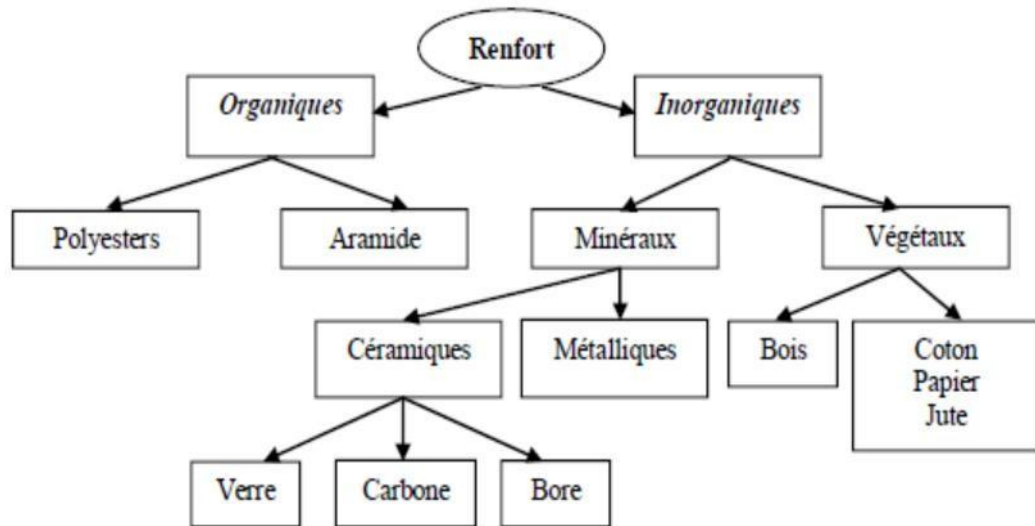 Renfort
Organiques
Inorganiques
Polyesters
Aramide
Minéraux
Végétaux
Céramiques
Métalliques
Bois
Coton
Papier
Jute
Verre
Carbone
Bore